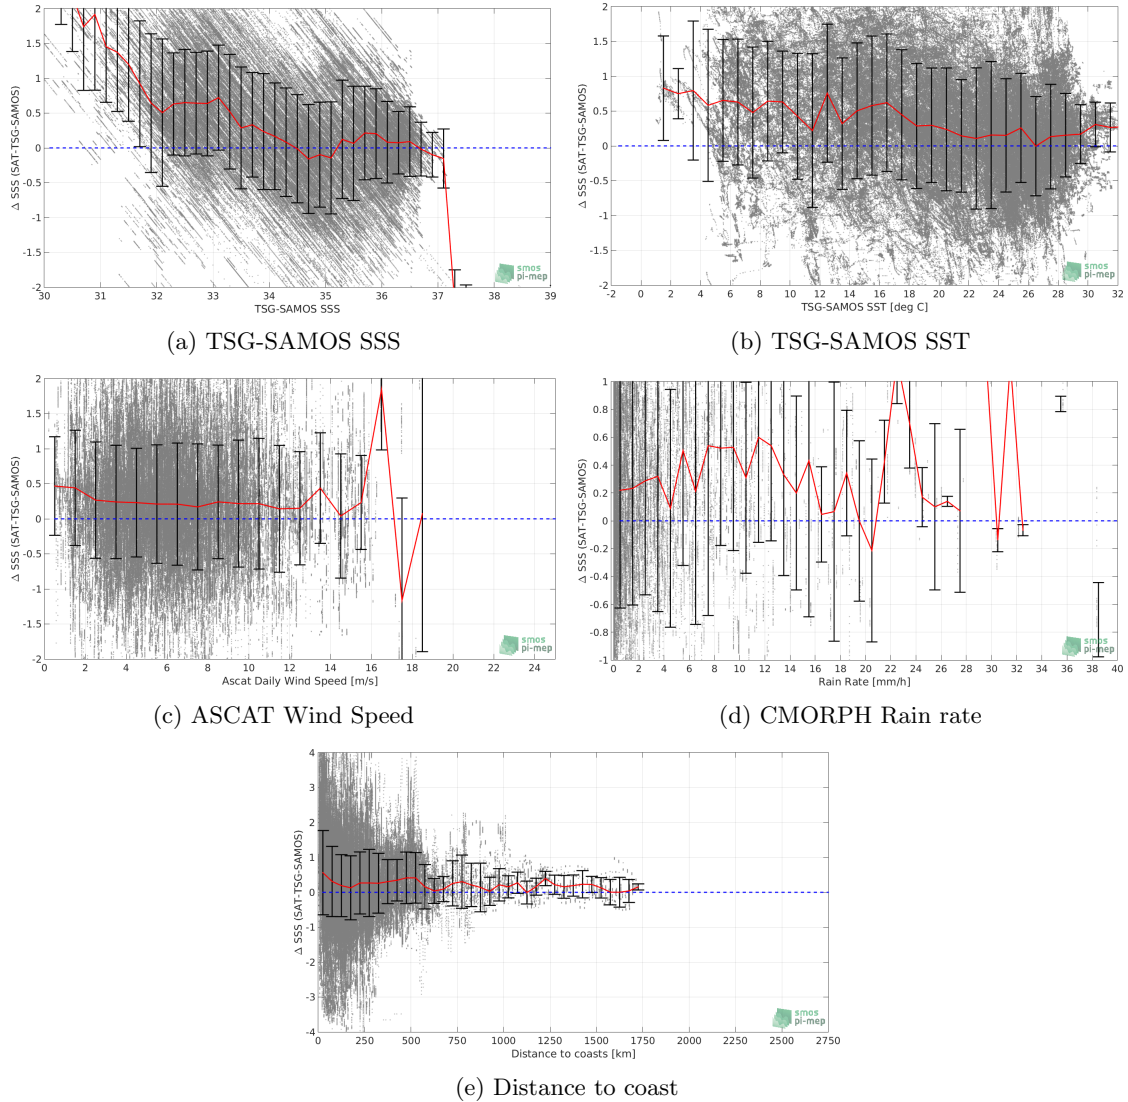 2
1.5
1
0.5
0
-0.5
-1
-1.5
-2
Δ SSS (SAT-TSG-SAMOS)
30 31 32 33 34 35 36 37 38 39
TSG-SAMOS SSS
smos
pi-mep
(a) TSG-SAMOS SSS
2
1.5
1
0.5
0
-0.5
-1
-1.5
-2
Δ SSS (SAT-TSG-SAMOS)
-2 0 2 4 6 8 10 12 14 16 18 20 22 24 26 28 30 32
TSG-SAMOS SST [deg C]
smos
pi-mep
(b) TSG-SAMOS SST
2
1.5
1
0.5
0
-0.5
-1
-1.5
-2
Δ SSS (SAT-TSG-SAMOS)
0 2 4 6 8 10 12 14 16 18 20 22 24
Ascat Daily Wind Speed [m/s]
smos
pi-mep
(c) ASCAT Wind Speed
1
0.8
0.6
0.4
0.2
0
-0.2
-0.4
-0.6
-0.8
-1
Δ SSS (SAT-TSG-SAMOS)
0 2 4 6 8 10 12 14 16 18 20 22 24 26 28 30 32 34 36 38 40
Rain Rate [mm/h]
smos
pi-mep
(d) CMORPH Rain rate
4
3
2
1
0
-1
-2
-3
-4
Δ SSS (SAT-TSG-SAMOS)
0 250 500 750 1000 1250 1500 1750 2000 2250 2500 2750
Distance to coasts [km]
smos
pi-mep
(e) Distance to coast